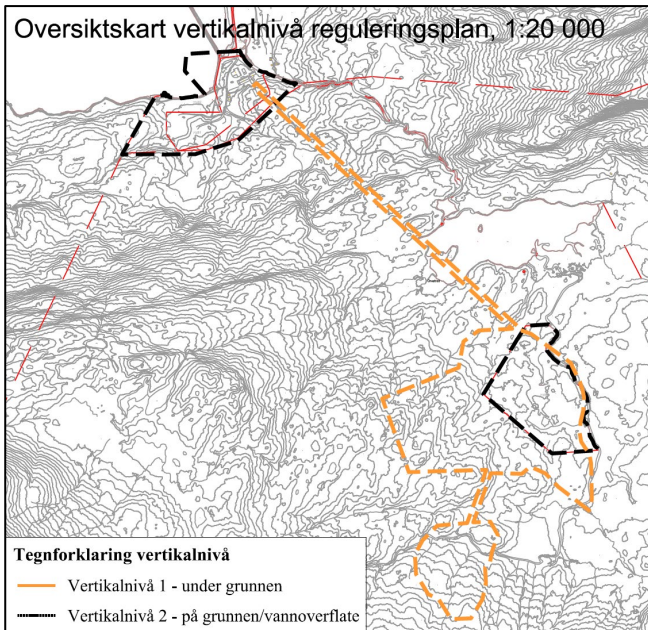 Oversiktskart vertikalnivå reguleringsplan, 1:20 000
Tegnforklaring vertikalnivå
Vertikalnivå 1 - under grunnen
Vertikalnivå 2 - på grunnen/vannoverflate